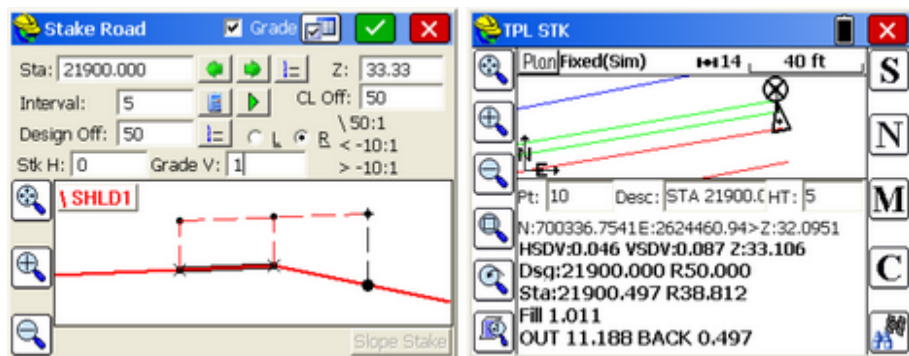 Stake Road
Grade
Sta: 21900.000
Z: 33.33
Interval: 5
CL Off: 50
Design Off: 50
L
R
\ 50:1
< -10:1
> -10:1
Stk H: 0
Grade V: 1
\ SHLD1
Slope Stake
TPL STK
Plan
Fixed(Sim)
14
40 ft
S
N
E
N
Pt: 10
Desc: STA 21900.(
HT: 5
M
N:700336.7541 E:2624460.94> Z:32.0951
HSDV:0.046 VSDV:0.087 Z:33.106
Dsg:21900.000 R50.000
C
Sta:21900.497 R38.812
Fill 1.011
OUT 11.188 BACK 0.497